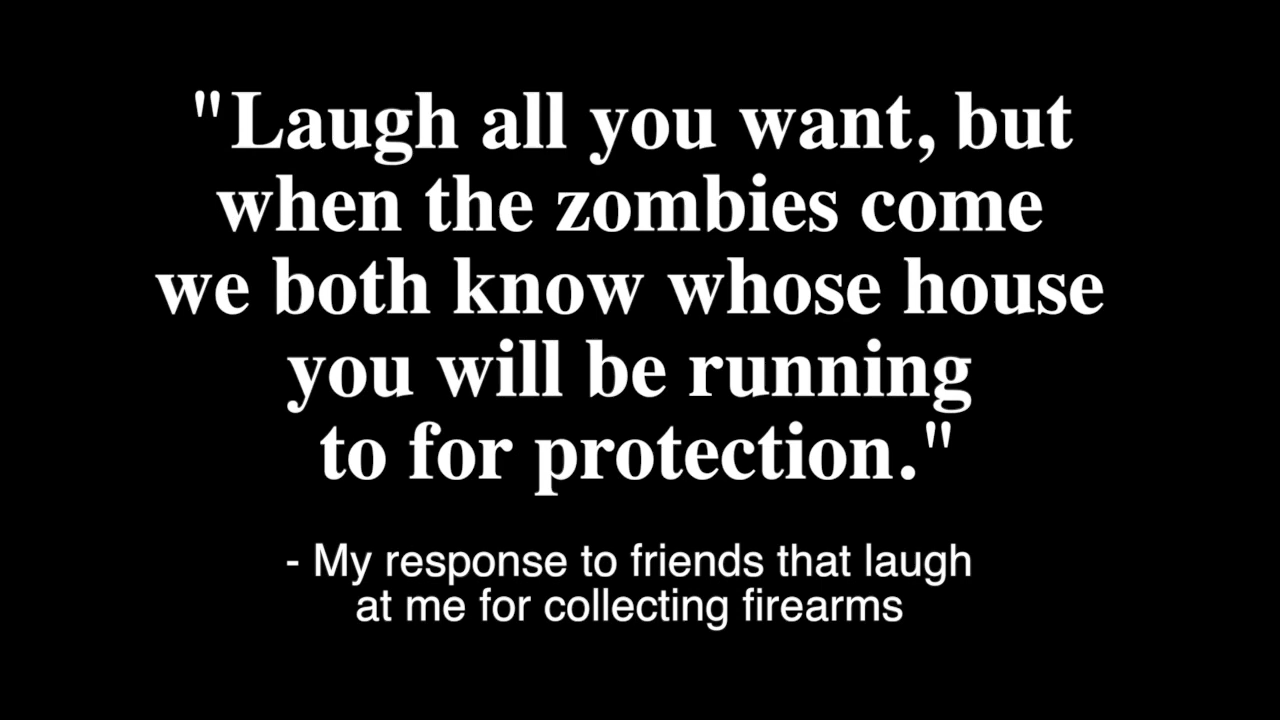 "Laugh all you want, but
when the zombies come
we both know whose house
you will be running
to for protection."
- My response to friends that laugh
at me for collecting firearms